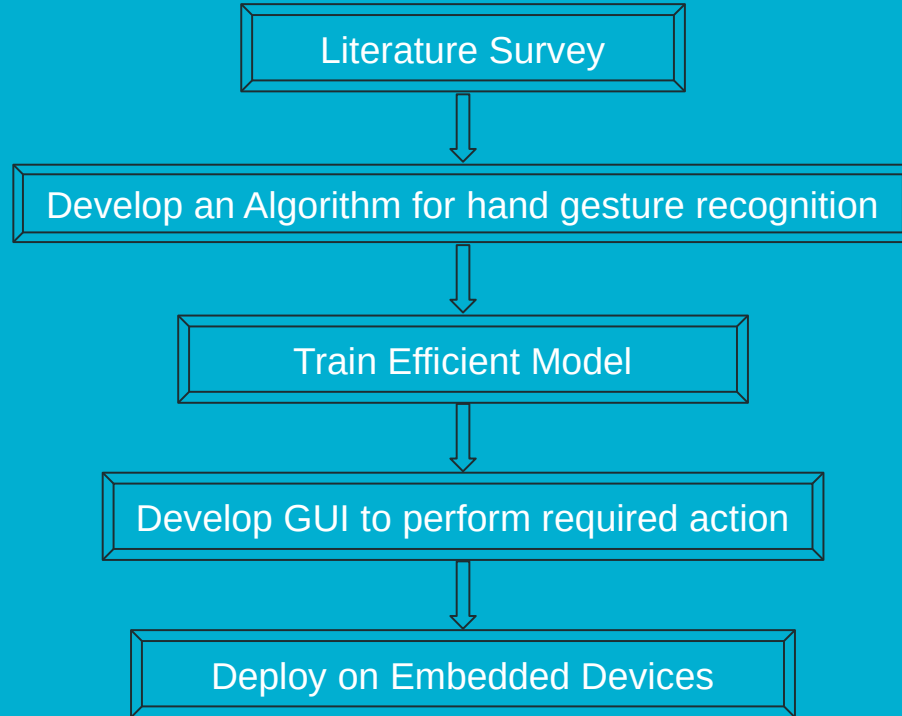 Literature Survey
Develop an Algorithm for hand gesture recognition
Train Efficient Model
Develop GUI to perform required action
Deploy on Embedded Devices